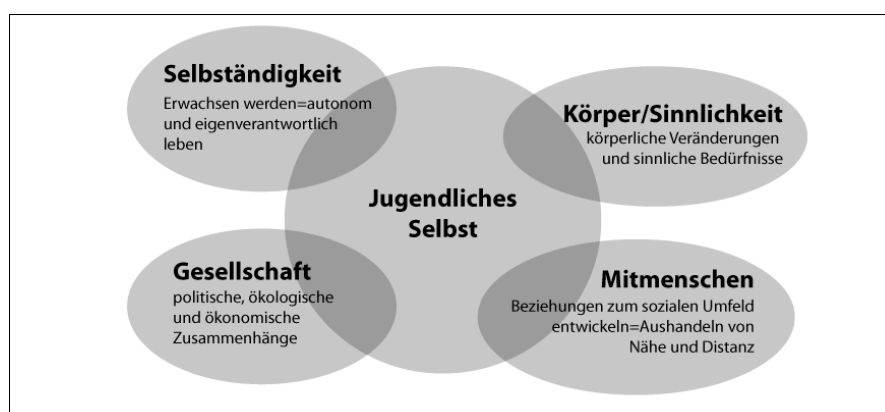 Selbständigkeit
Erwachsen werden=autonom
und eigenverantwortlich
leben
Körper/Sinnlichkeit
körperliche Veränderungen
und sinnliche Bedürfnisse
Jugendliches
Selbst
Gesellschaft
politische, ökologische
und ökonomische
Zusammenhänge
Mitmenschen
Beziehungen zum sozialen Umfeld
entwickeln=Aushandeln von
Nähe und Distanz